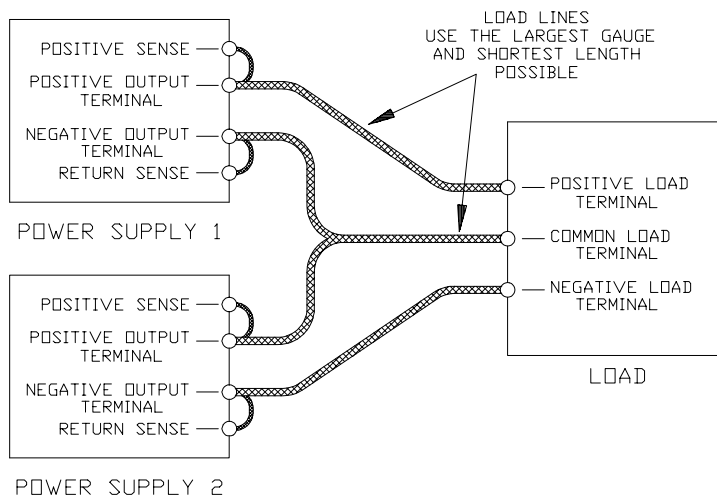 LOAD LINES
USE THE LARGEST GAUGE
AND SHORTEST LENGTH
POSSIBLE
POSITIVE SENSE
POSITIVE OUTPUT
TERMINAL
NEGATIVE OUTPUT
TERMINAL
RETURN SENSE
POWER SUPPLY 1
POSITIVE LOAD
TERMINAL
COMMON LOAD
TERMINAL
NEGATIVE LOAD
TERMINAL
LOAD
POSITIVE SENSE
POSITIVE OUTPUT
TERMINAL
NEGATIVE OUTPUT
TERMINAL
RETURN SENSE
POWER SUPPLY 2